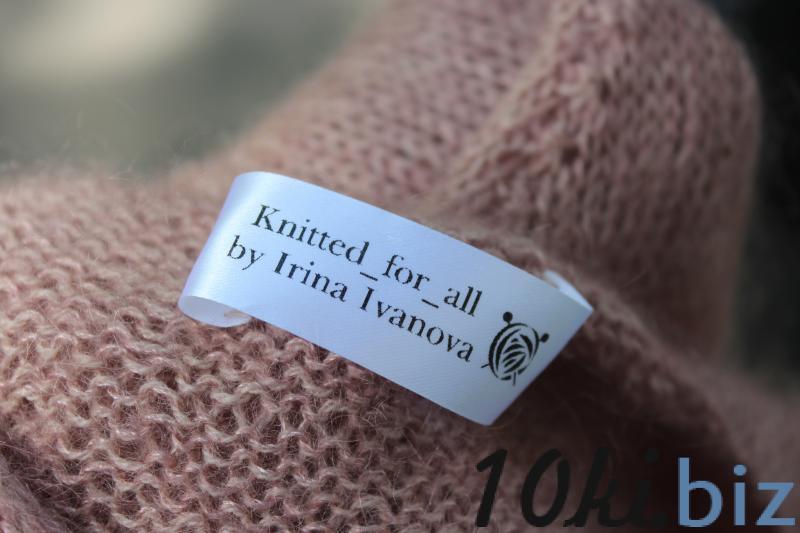 Knitted_for_all
by Irina Ivanova
10ki.biz